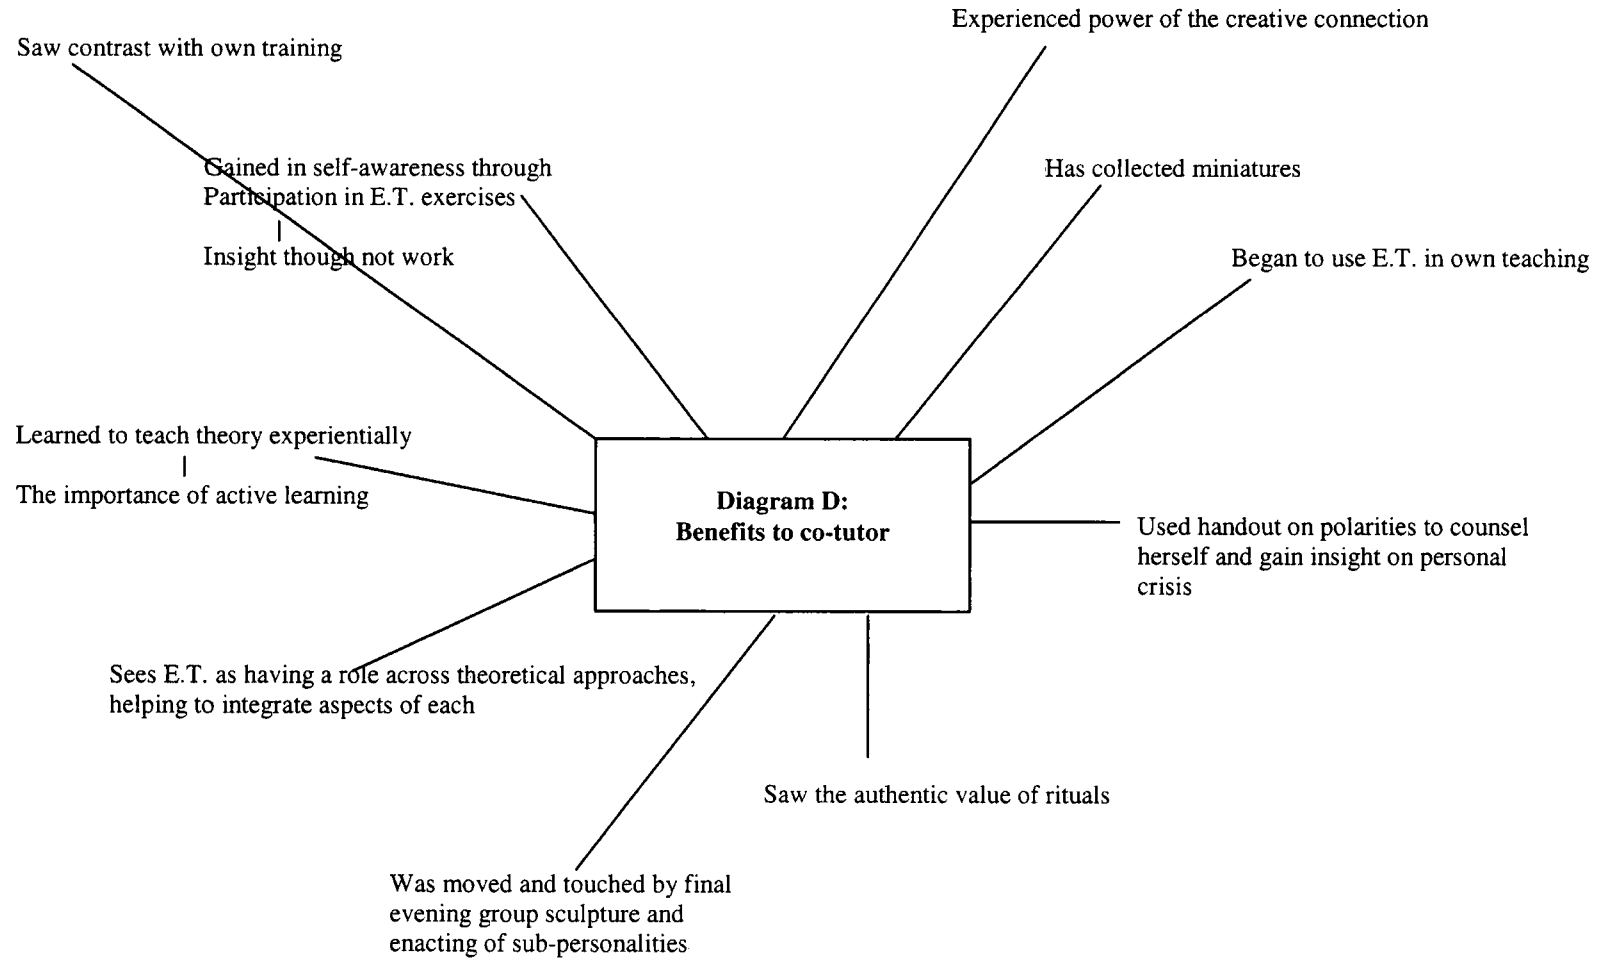 Experienced power of the creative connection
Saw contrast with own training
Gained in self-awareness through
Participation in E.T. exercises
Insight though not work
Has collected miniatures
Began to use E.T. in own teaching
Learned to teach theory experientially
The importance of active learning
Diagram D:
Benefits to co-tutor
Used handout on polarities to counsel
herself and gain insight on personal
crisis
Sees E.T. as having a role across theoretical approaches,
helping to integrate aspects of each
Saw the authentic value of rituals
Was moved and touched by final
evening group sculpture and
enacting of sub-personalities